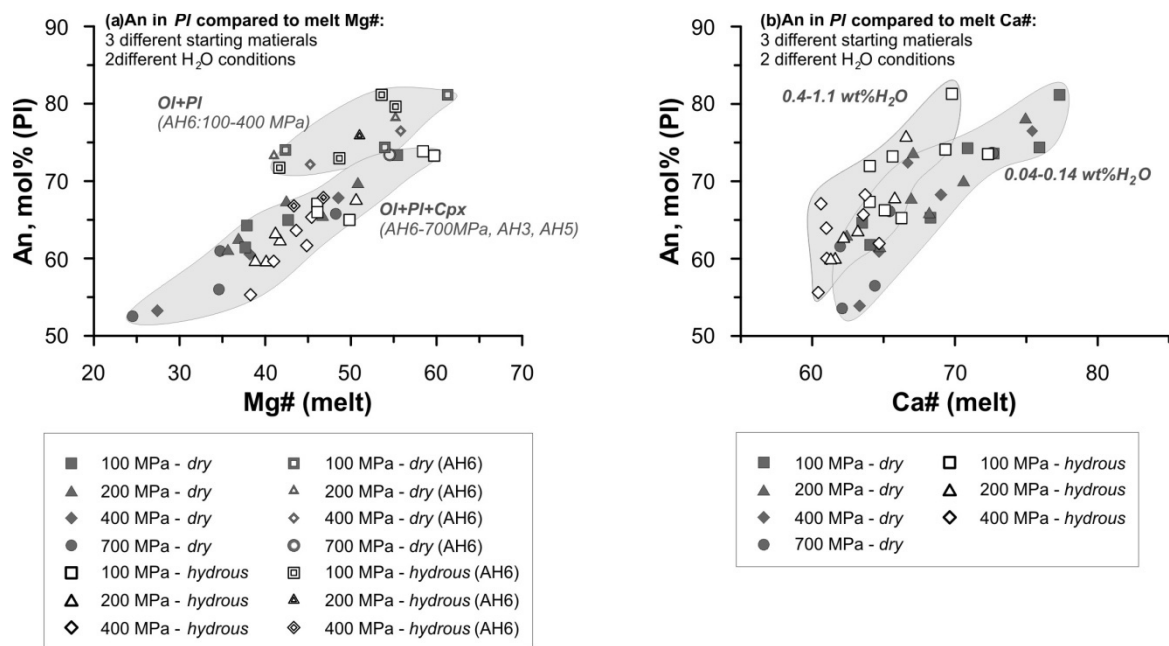 (a)An in Pl compared to melt Mg#:
3 different starting matierals
2different H₂O conditions
An, mol% (Pl)
90
80
70
60
50
Ol+Pl
(AH6:100-400 MPa)
Ol+Pl+Cpx
(AH6-700MPa, AH3, AH5)
20 30 40 50 60 70
Mg# (melt)
100 MPa - dry
200 MPa - dry
400 MPa - dry
700 MPa - dry
100 MPa - hydrous
200 MPa - hydrous
400 MPa - hydrous
100 MPa - dry (AH6)
200 MPa - dry (AH6)
400 MPa - dry (AH6)
700 MPa - dry (AH6)
100 MPa - hydrous (AH6)
200 MPa - hydrous (AH6)
400 MPa - hydrous (AH6)
(b)An in Pl compared to melt Ca#:
3 different starting materials
2 different H₂O conditions
An, mol% (Pl)
90
80
70
60
50
0.4-1.1 wt%H₂O
0.04-0.14 wt%H₂O
60 70 80
Ca# (melt)
100 MPa - dry
200 MPa - dry
400 MPa - dry
700 MPa - dry
100 MPa - hydrous
200 MPa - hydrous
400 MPa - hydrous